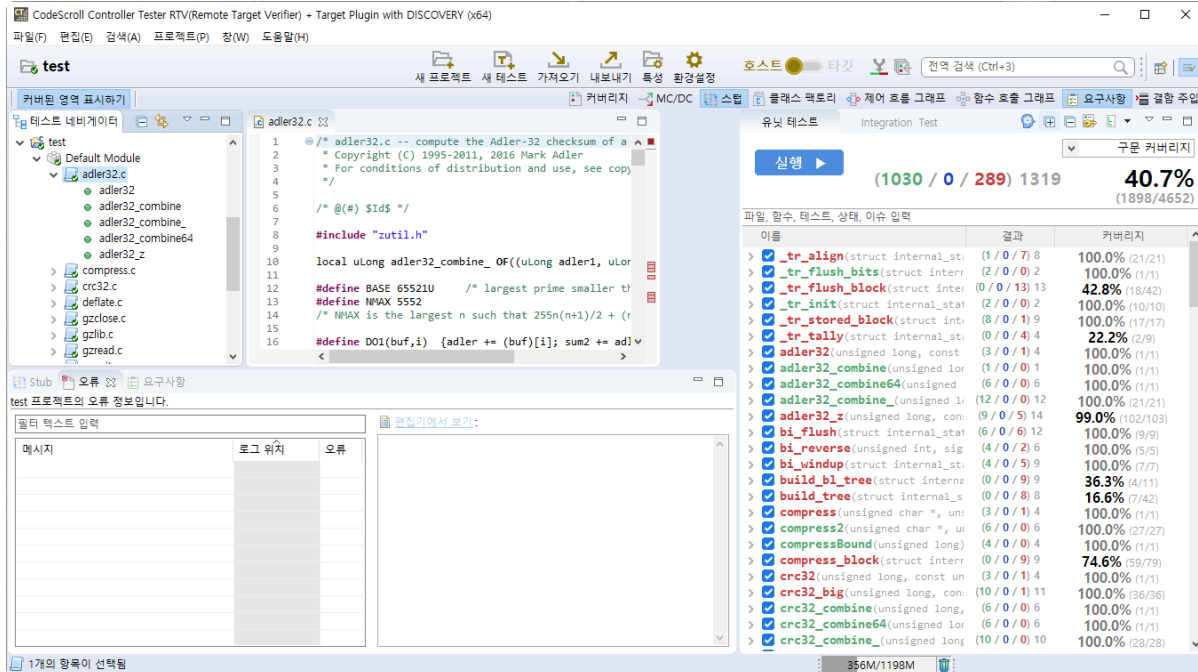 CodeScroll Controller Tester RTV(Remote Target Verifier) + Target Plugin with DISCOVERY (x64)
파일(F) 편집(E) 검색(A) 프로젝트(P) 창(W) 도움말(H)
test
새 프로젝트 새 테스트 가져오기 내보내기 특성 환경설정
호스트 타깃
전역 검색 (Ctrl+3)
커버된 영역 표시하기
커버리지 MC/DC 스텁 클래스 팩토리 제어 흐름 그래프 함수 호출 그래프 요구사항 결함 주입
테스트 네비게이터
test
Default Module
adler32.c
adler32
adler32_combine
adler32_combine_
adler32_combine64
adler32_z
compress.c
crc32.c
deflate.c
gzclose.c
gzlib.c
gzread.c
adler32.c
1 /* adler32.c -- compute the Adler-32 checksum of a
2 * Copyright (C) 1995-2011, 2016 Mark Adler
3 * For conditions of distribution and use, see copy
4 */
5
6 /* @(#) $Id$ */
7
8 #include "zutil.h"
9
10 local uLong adler32_combine_ OF((uLong adler1, uLon
11
12 #define BASE 65521U /* largest prime smaller th
13 #define NMAX 5552
14 /* NMAX is the largest n such that 255n(n+1)/2 + (n
15
16 #define DO1(buf,i) {adler += (buf)[i]; sum2 += adl
Stub 오류 요구사항
test 프로젝트의 오류 정보입니다.
필터 텍스트 입력
메시지 로그 위치 오류
편집기에서 보기:
유닛 테스트 Integration Test
구문 커버리지
실행
(1030 / 0 / 289) 1319
40.7%
(1898/4652)
파일, 함수, 테스트, 상태, 이슈 입력
이름 결과 커버리지
_tr_align(struct internal_sta (1 / 0 / 7) 8 100.0% (21/21)
_tr_flush_bits(struct intern (2 / 0 / 0) 2 100.0% (1/1)
_tr_flush_block(struct inter (0 / 0 / 13) 13 42.8% (18/42)
_tr_init(struct internal_stat (2 / 0 / 0) 2 100.0% (10/10)
_tr_stored_block(struct inte (8 / 0 / 1) 9 100.0% (17/17)
_tr_tally(struct internal_sta (0 / 0 / 4) 4 22.2% (2/9)
adler32(unsigned long, const (3 / 0 / 1) 4 100.0% (1/1)
adler32_combine(unsigned lon (1 / 0 / 0) 1 100.0% (1/1)
adler32_combine64(unsigned (6 / 0 / 0) 6 100.0% (1/1)
adler32_combine_(unsigned lo (12 / 0 / 0) 12 100.0% (21/21)
adler32_z(unsigned long, cons (9 / 0 / 5) 14 99.0% (102/103)
bi_flush(struct internal_stat (6 / 0 / 6) 12 100.0% (9/9)
bi_reverse(unsigned int, sig (4 / 0 / 2) 6 100.0% (5/5)
bi_windup(struct internal_sta (4 / 0 / 5) 9 100.0% (7/7)
build_bl_tree(struct interna (0 / 0 / 9) 9 36.3% (4/11)
build_tree(struct internal_s (0 / 0 / 8) 8 16.6% (7/42)
compress(unsigned char *, uns (3 / 0 / 1) 4 100.0% (1/1)
compress2(unsigned char *, u (6 / 0 / 0) 6 100.0% (27/27)
compressBound(unsigned long) (4 / 0 / 0) 4 100.0% (1/1)
compress_block(struct intern (0 / 0 / 9) 9 74.6% (59/79)
crc32(unsigned long, const un (3 / 0 / 1) 4 100.0% (1/1)
crc32_big(unsigned long, cons (10 / 0 / 1) 11 100.0% (36/36)
crc32_combine(unsigned long, (6 / 0 / 0) 6 100.0% (1/1)
crc32_combine64(unsigned lon (6 / 0 / 0) 6 100.0% (1/1)
crc32_combine_(unsigned long (10 / 0 / 0) 10 100.0% (28/28)
1개의 항목이 선택됨
356M/1198M